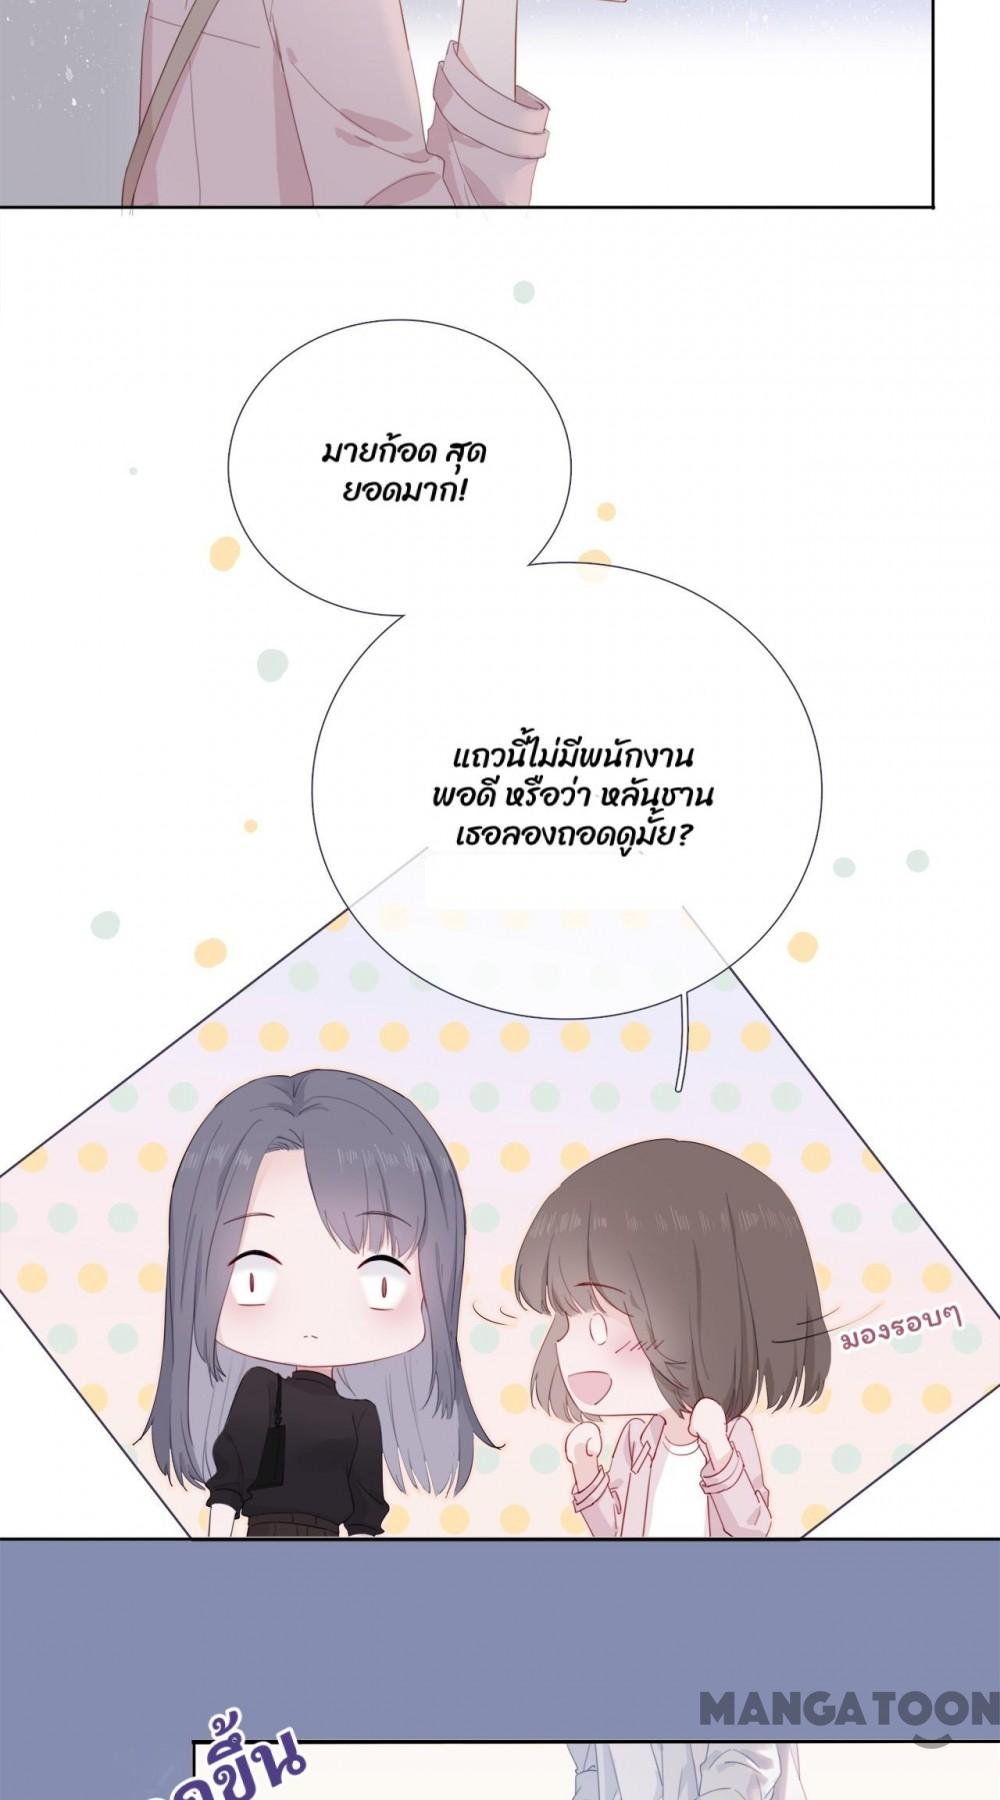 มายก้อด สุด
ยอดมาก!
แถวนี้ไม่มีพนักงาน
พอดี หรือว่า หลันชาน
เธอลองถอดดูมั้ย?
มองรอบๆ
MANGATOON